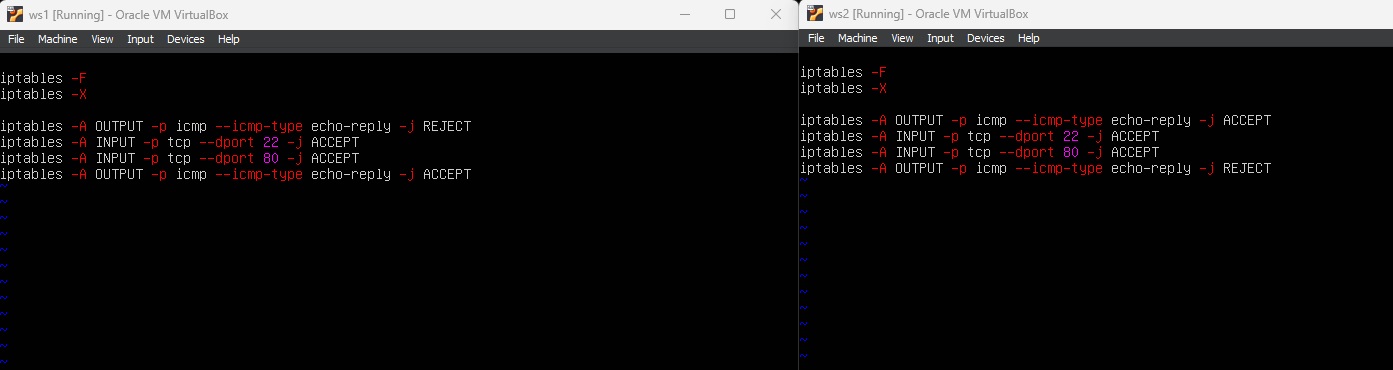 ws1 [Running] - Oracle VM VirtualBox
File Machine View Input Devices Help
iptables -F
iptables -X
iptables -A OUTPUT -p icmp --icmp-type echo-reply -j REJECT
iptables -A INPUT -p tcp --dport 22 -j ACCEPT
iptables -A INPUT -p tcp --dport 80 -j ACCEPT
iptables -A OUTPUT -p icmp --icmp-type echo-reply -j ACCEPT
~
~
~
~
~
~
~
~
~
~
~
~
ws2 [Running] - Oracle VM VirtualBox
File Machine View Input Devices Help
iptables -F
iptables -X
iptables -A OUTPUT -p icmp --icmp-type echo-reply -j ACCEPT
iptables -A INPUT -p tcp --dport 22 -j ACCEPT
iptables -A INPUT -p tcp --dport 80 -j ACCEPT
iptables -A OUTPUT -p icmp --icmp-type echo-reply -j REJECT
~
~
~
~
~
~
~
~
~
~
~
~